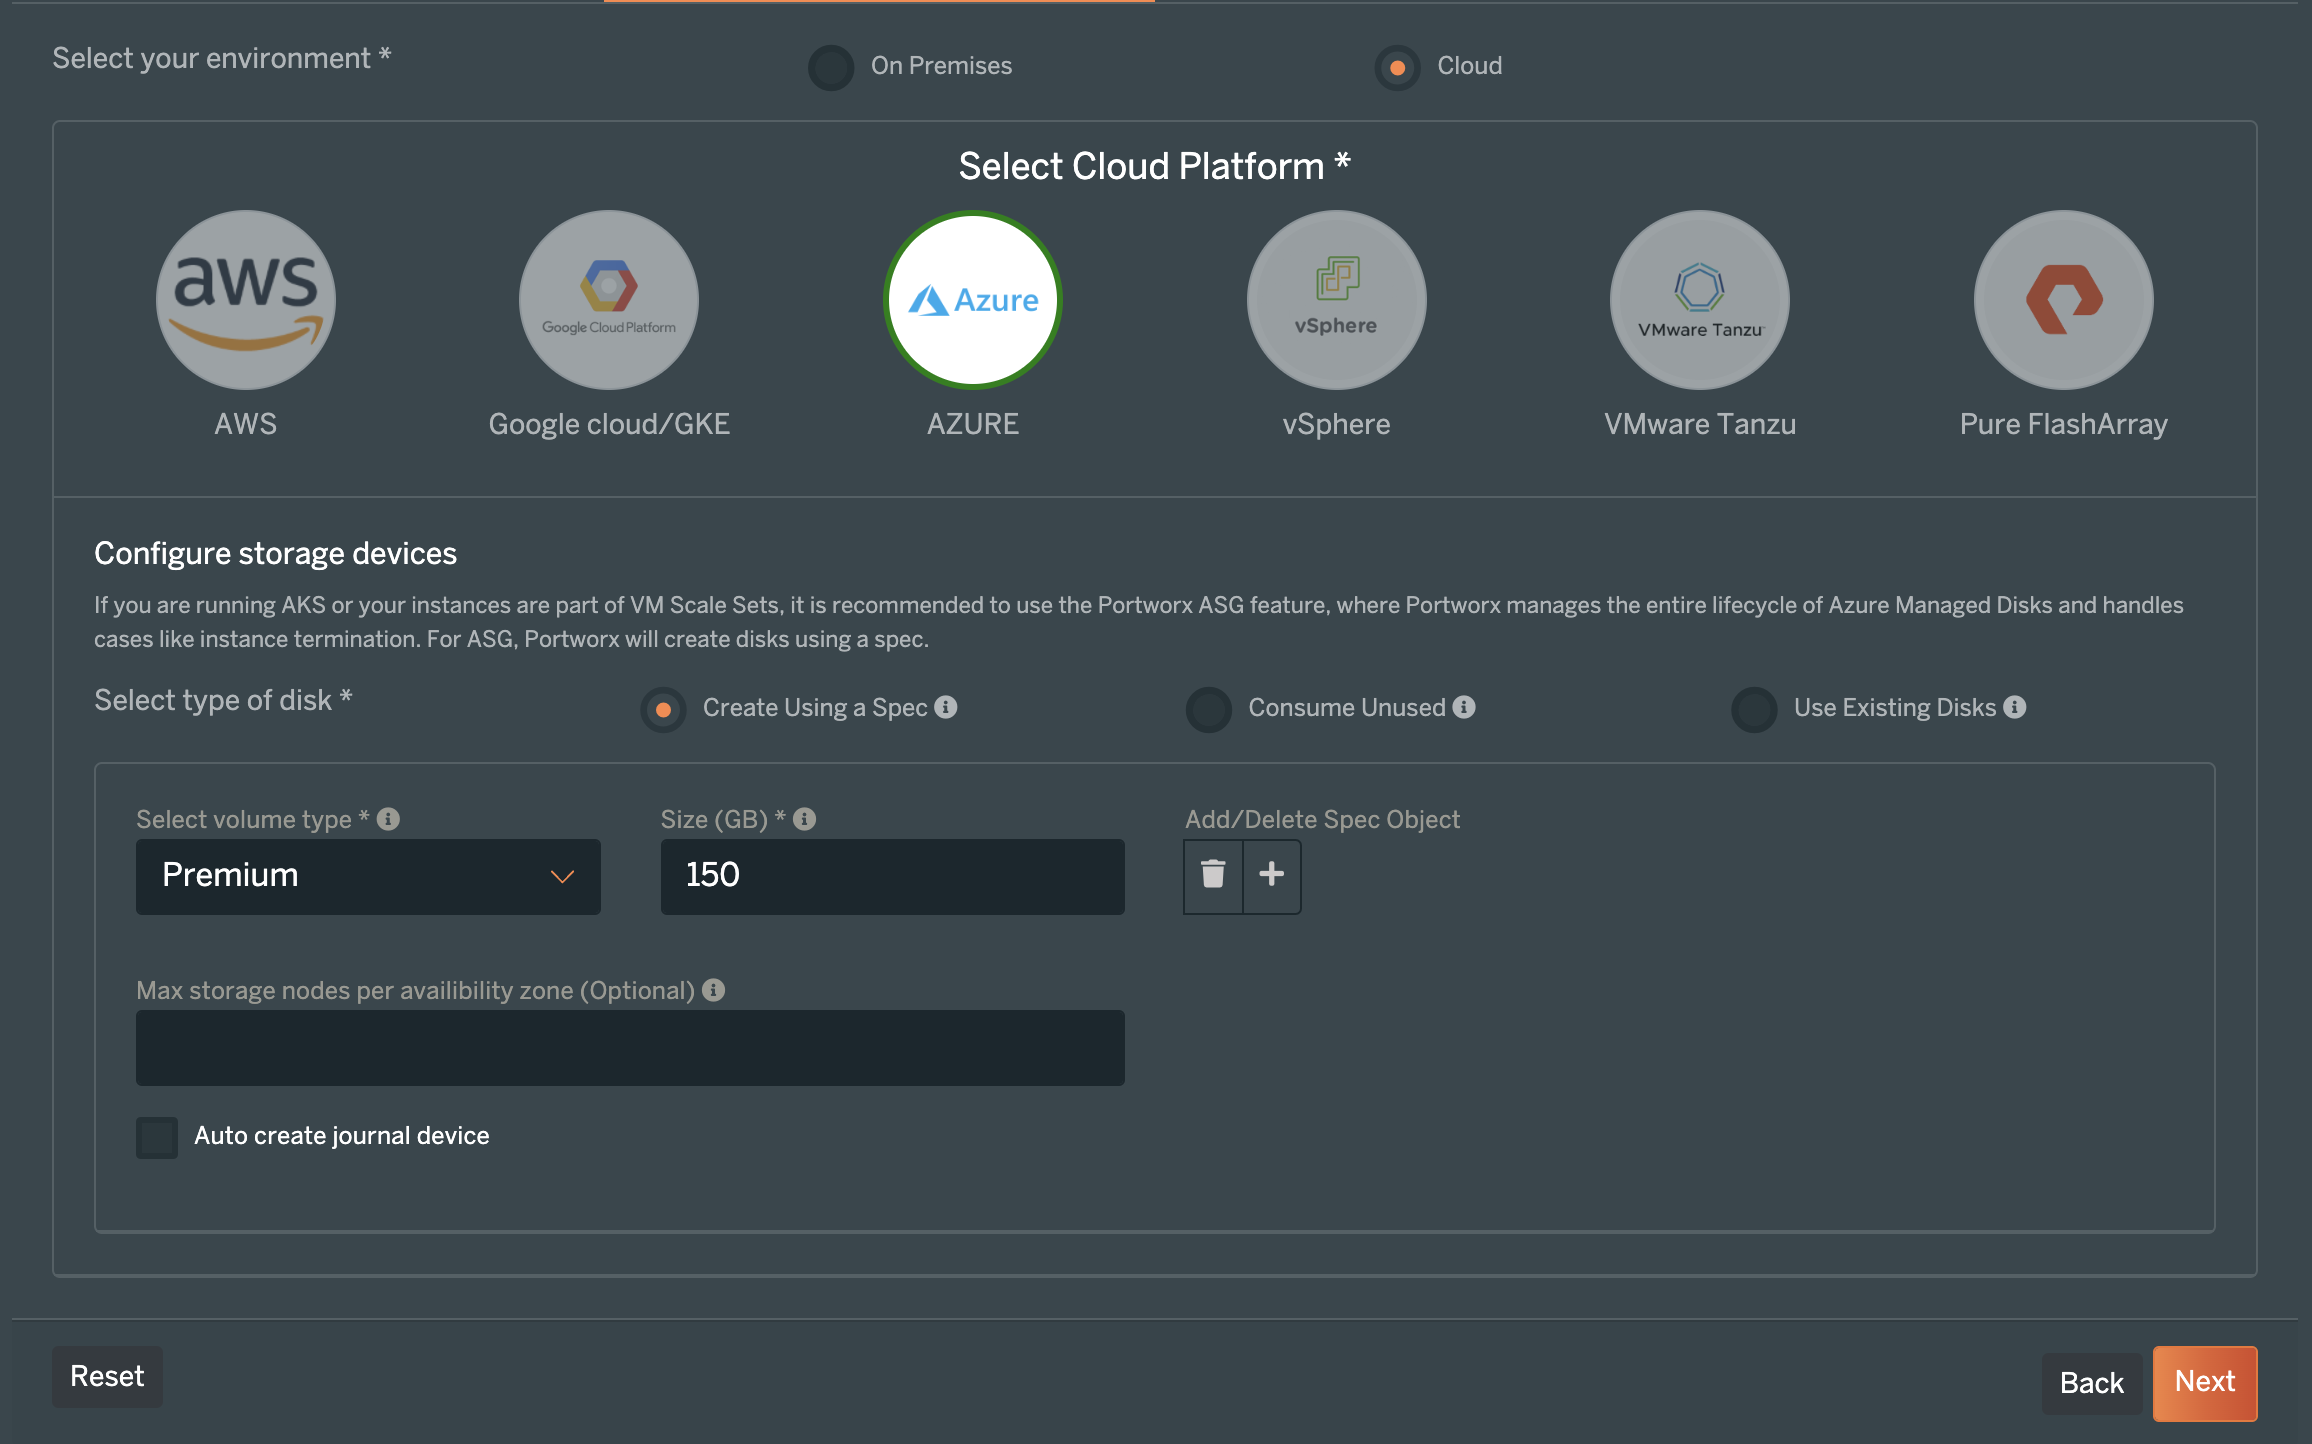 Select your environment *
On Premises
Cloud
Select Cloud Platform *
aws
Google Cloud Platform
Azure
vSphere
VMware Tanzu
AWS
Google cloud/GKE
AZURE
vSphere
VMware Tanzu
Pure FlashArray
Configure storage devices
If you are running AKS or your instances are part of VM Scale Sets, it is recommended to use the Portworx ASG feature, where Portworx manages the entire lifecycle of Azure Managed Disks and handles
cases like instance termination. For ASG, Portworx will create disks using a spec.
Select type of disk *
Create Using a Spec
Consume Unused
Use Existing Disks
Select volume type *
Size (GB) *
Add/Delete Spec Object
Premium
150
Max storage nodes per availibility zone (Optional)
Auto create journal device
Reset
Back
Next